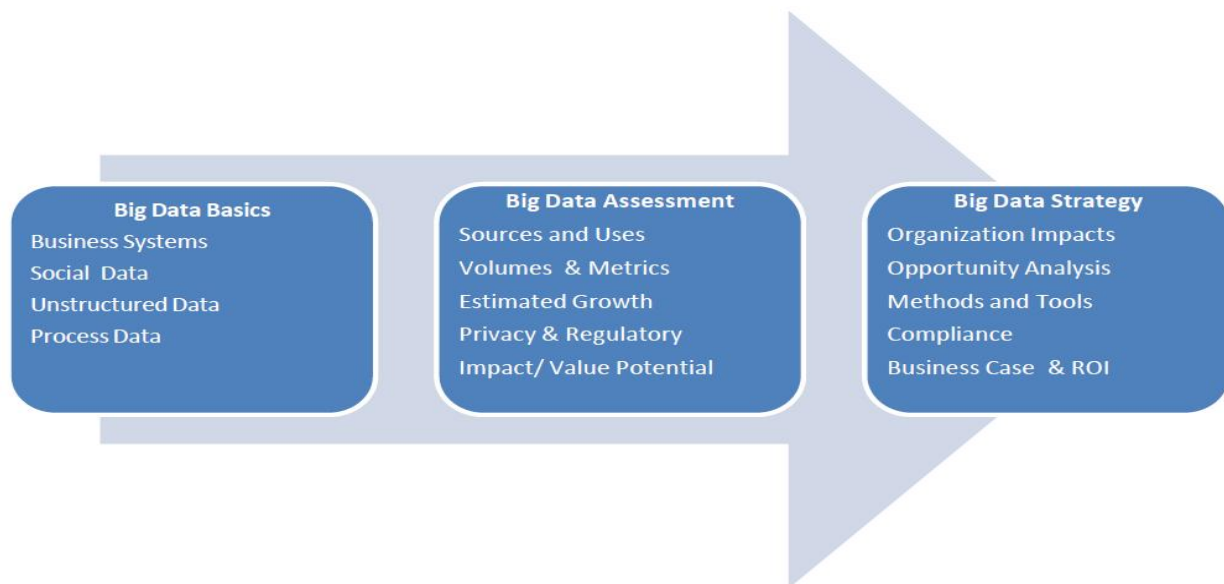 Big Data Basics
Business Systems
Social Data
Unstructured Data
Process Data
Big Data Assessment
Sources and Uses
Volumes & Metrics
Estimated Growth
Privacy & Regulatory
Impact/ Value Potential
Big Data Strategy
Organization Impacts
Opportunity Analysis
Methods and Tools
Compliance
Business Case & ROI